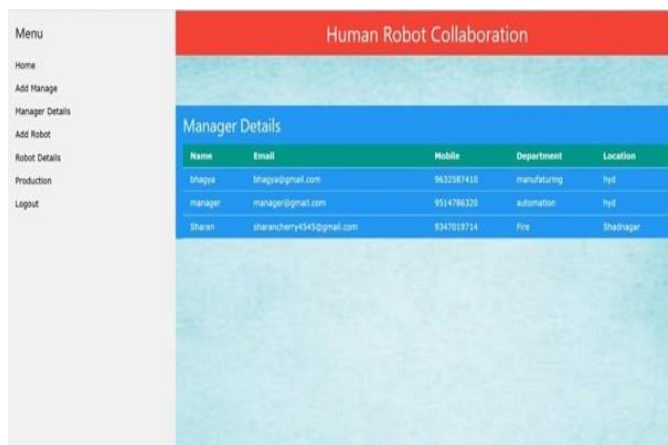 Menu
Home
Add Manage
Manager Details
Add Robot
Robot Details
Production
Logout
Human Robot Collaboration
Manager Details
Name Email Mobile Department Location
bhagya bhagya@gmail.com 9632587410 manufaturing hyd
manager manager@gmail.com 9514786320 automation hyd
Sharan sharancherry4545@gmail.com 9347019714 Fire Shadnagar